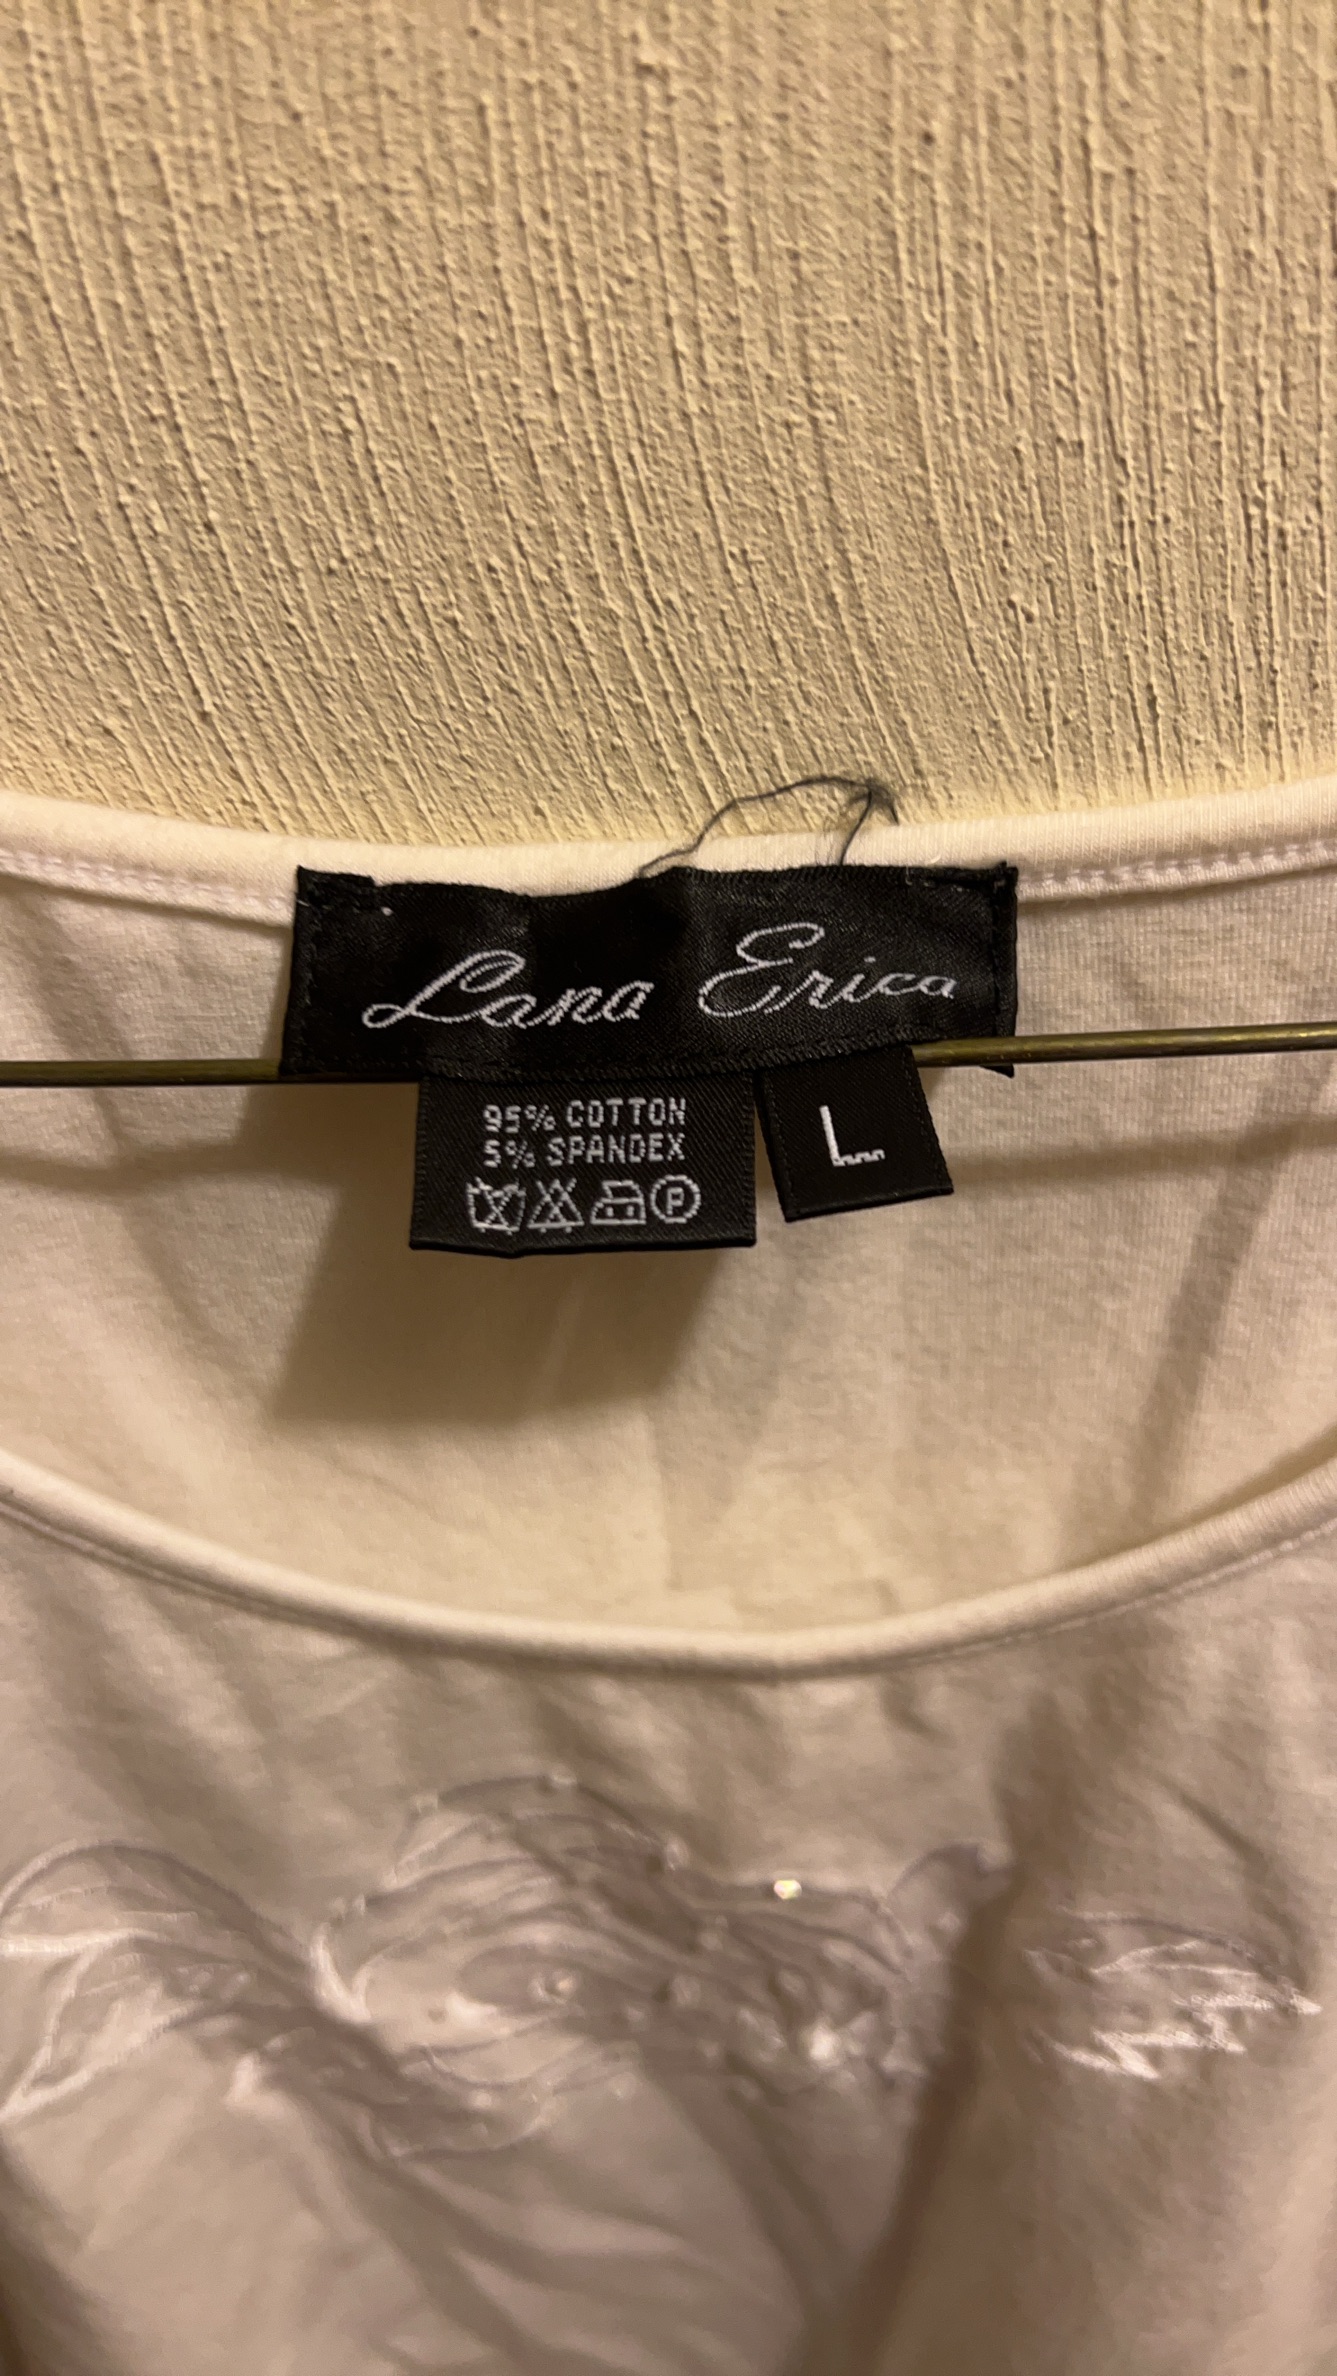 Lana Erica
95% COTTON
5% SPANDEX
P
L